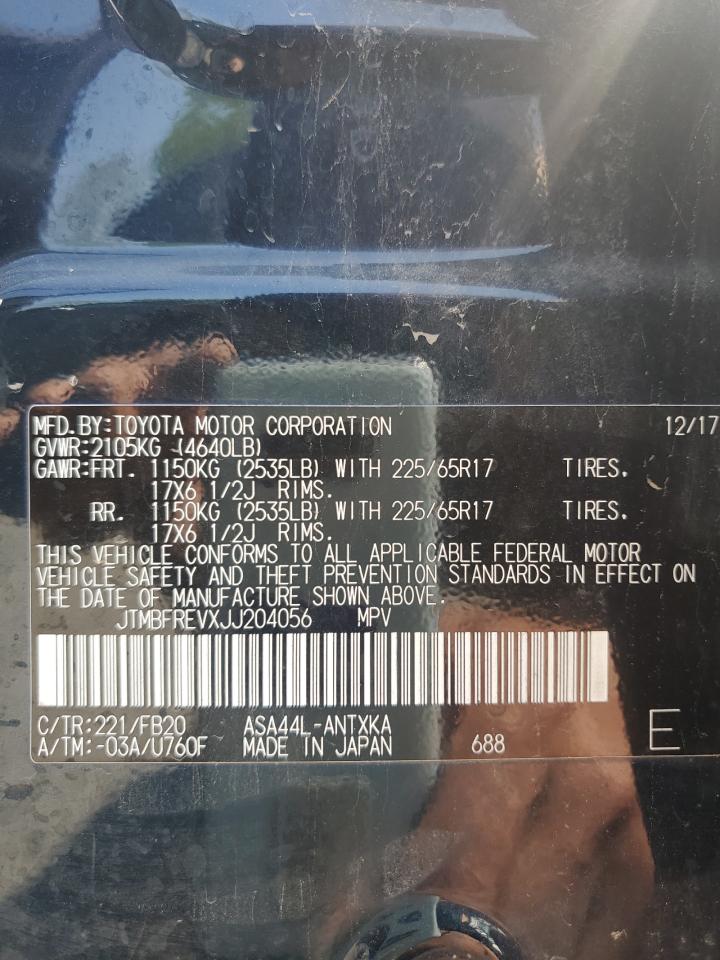 MFD.BY:TOYOTA MOTOR CORPORATION 12/17
GVWR:2105KG (4640LB)
GAWR:FRT. 1150KG (2535LB) WITH 225/65R17 TIRES.
17X6 1/2J RIMS.
RR. 1150KG (2535LB) WITH 225/65R17 TIRES.
17X6 1/2J RIMS.
THIS VEHICLE CONFORMS TO ALL APPLICABLE FEDERAL MOTOR
VEHICLE SAFETY AND THEFT PREVENTION STANDARDS IN EFFECT ON
THE DATE OF MANUFACTURE SHOWN ABOVE.
JTMBFREVXJJ204056 MPV
C/TR:221/FB20 ASA44L-ANTXKA
A/TM:-03A/U760F MADE IN JAPAN 688 E